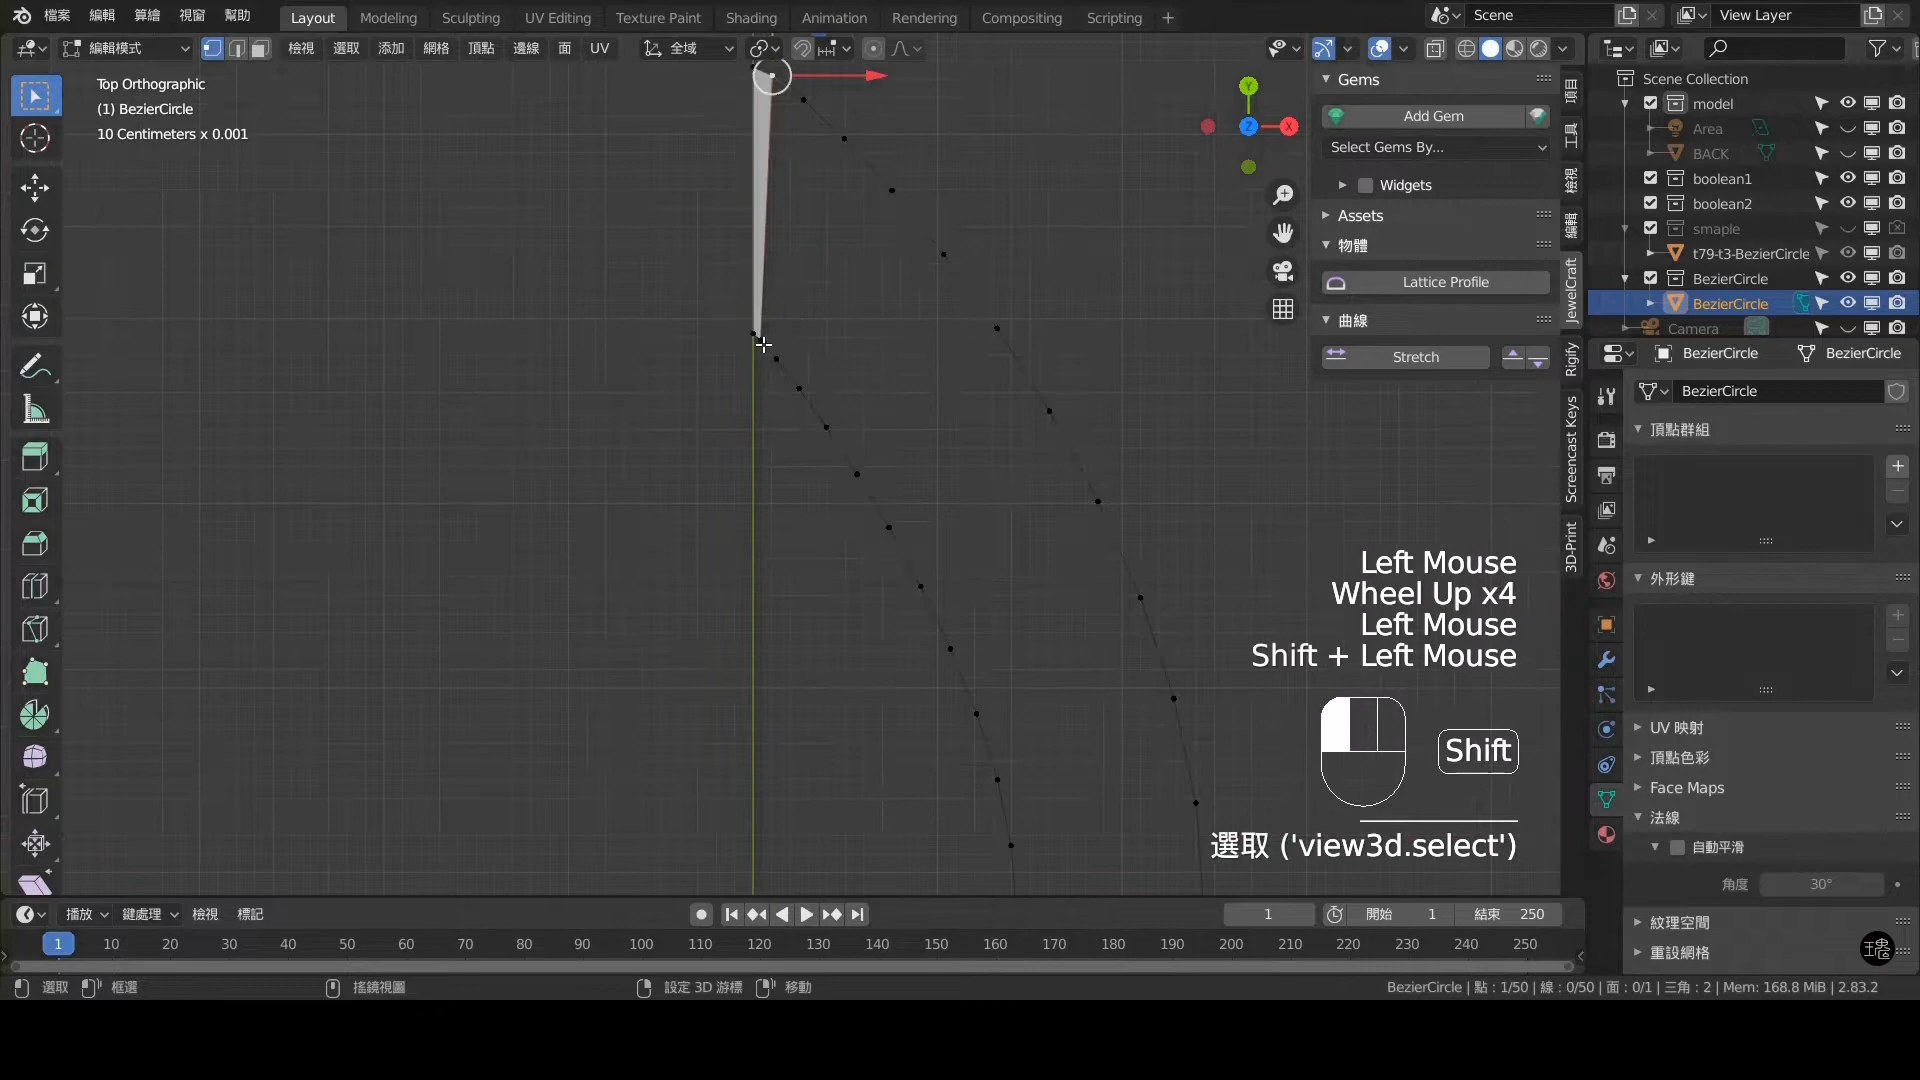 檔案 編輯 算繪 視窗 幫助 Layout Modeling Sculpting UV Editing Texture Paint Shading Animation Rendering Compositing Scripting + Scene View Layer
編輯模式 檢視 選取 添加 網格 頂點 邊線 面 UV 全域
Top Orthographic
(1) BezierCircle
10 Centimeters x 0.001
Y
X
Z
Gems
Add Gem
Select Gems By...
Widgets
Assets
物體
Lattice Profile
曲線
Stretch
項目
工具
檢視
編輯
JewelCraft
Rigify
Screencast Keys
3D-Print
Scene Collection
model
Area
BACK
boolean1
boolean2
smaple
t79-t3-BezierCircle
BezierCircle
BezierCircle
Camera
BezierCircle BezierCircle
BezierCircle
頂點群組
外形鍵
UV 映射
頂點色彩
Face Maps
法線
自動平滑
角度 30°
紋理空間
重設網格
Left Mouse
Wheel Up x4
Left Mouse
Shift + Left Mouse
Shift
選取 ('view3d.select')
播放 鍵處理 檢視 標記 1 開始 1 結束 250
1 10 20 30 40 50 60 70 80 90 100 110 120 130 140 150 160 170 180 190 200 210 220 230 240 250
選取 框選 搖鏡視圖 設定 3D 游標 移動 BezierCircle | 點 : 1/50 | 線 : 0/50 | 面 : 0/1 | 三角 : 2 | Mem: 168.8 MiB | 2.83.2